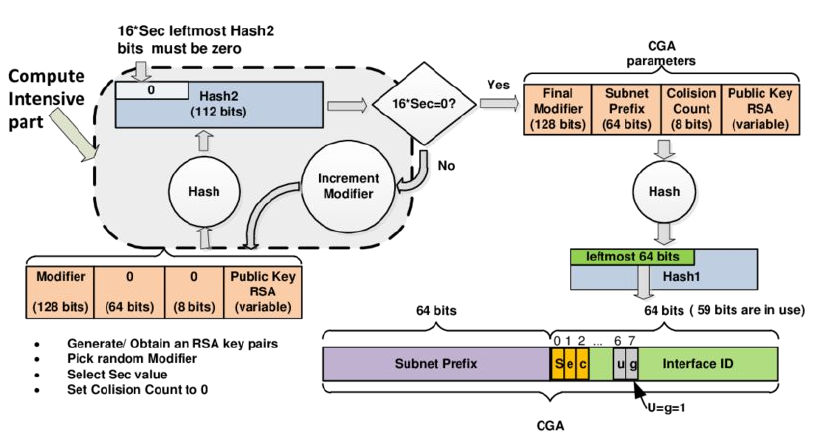 16*Sec leftmost Hash2
bits must be zero
Compute
Intensive
part
0
Hash2
(112 bits)
16*Sec=0?
Yes
No
Hash
Increment
Modifier
Modifier
(128 bits)
0
(64 bits)
0
(8 bits)
Public Key
RSA
(variable)
CGA
parameters
Final
Modifier
(128 bits)
Subnet
Prefix
(64 bits)
Colision
Count
(8 bits)
Public Key
RSA
(variable)
Hash
leftmost 64 bits
Hash1
• Generate/ Obtain an RSA key pairs
• Pick random Modifier
• Select Sec value
• Set Colision Count to 0
64 bits
64 bits ( 59 bits are in use)
0 1 2 ... 6 7
Subnet Prefix
S e c
u g
Interface ID
U=g=1
CGA